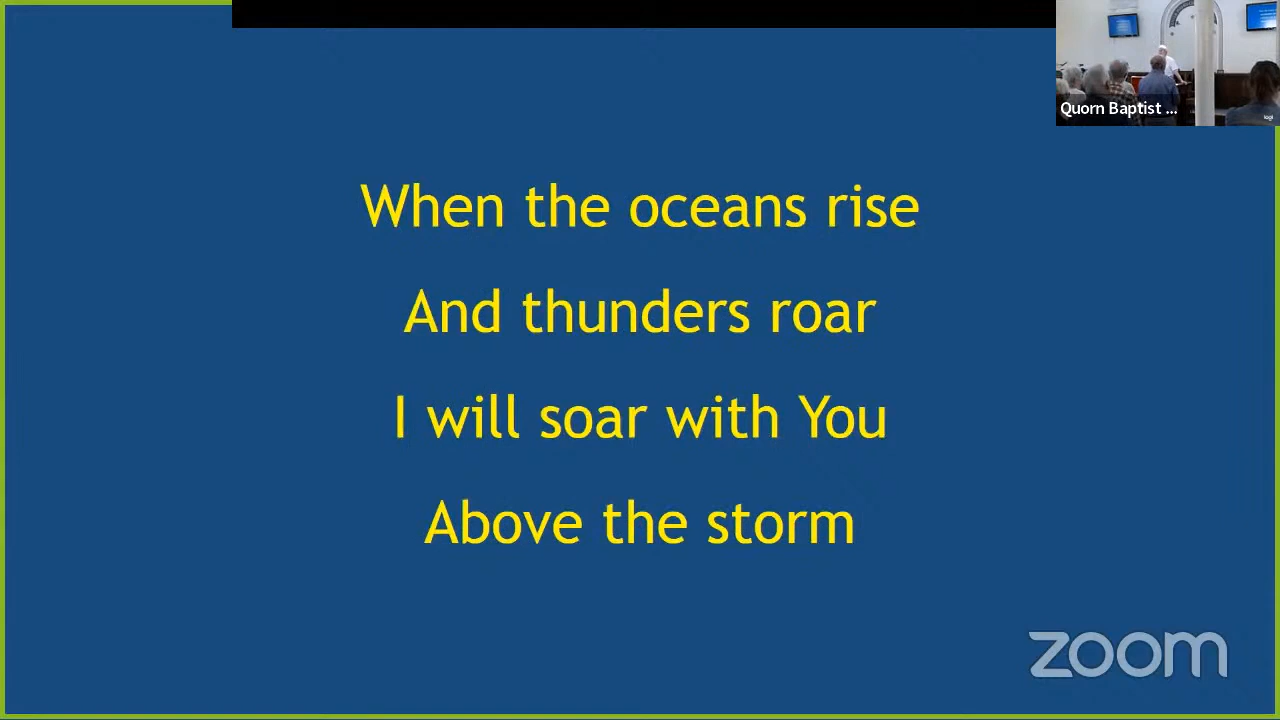 Quorn Baptist ...
When the oceans rise
And thunders roar
I will soar with You
Above the storm
zoom